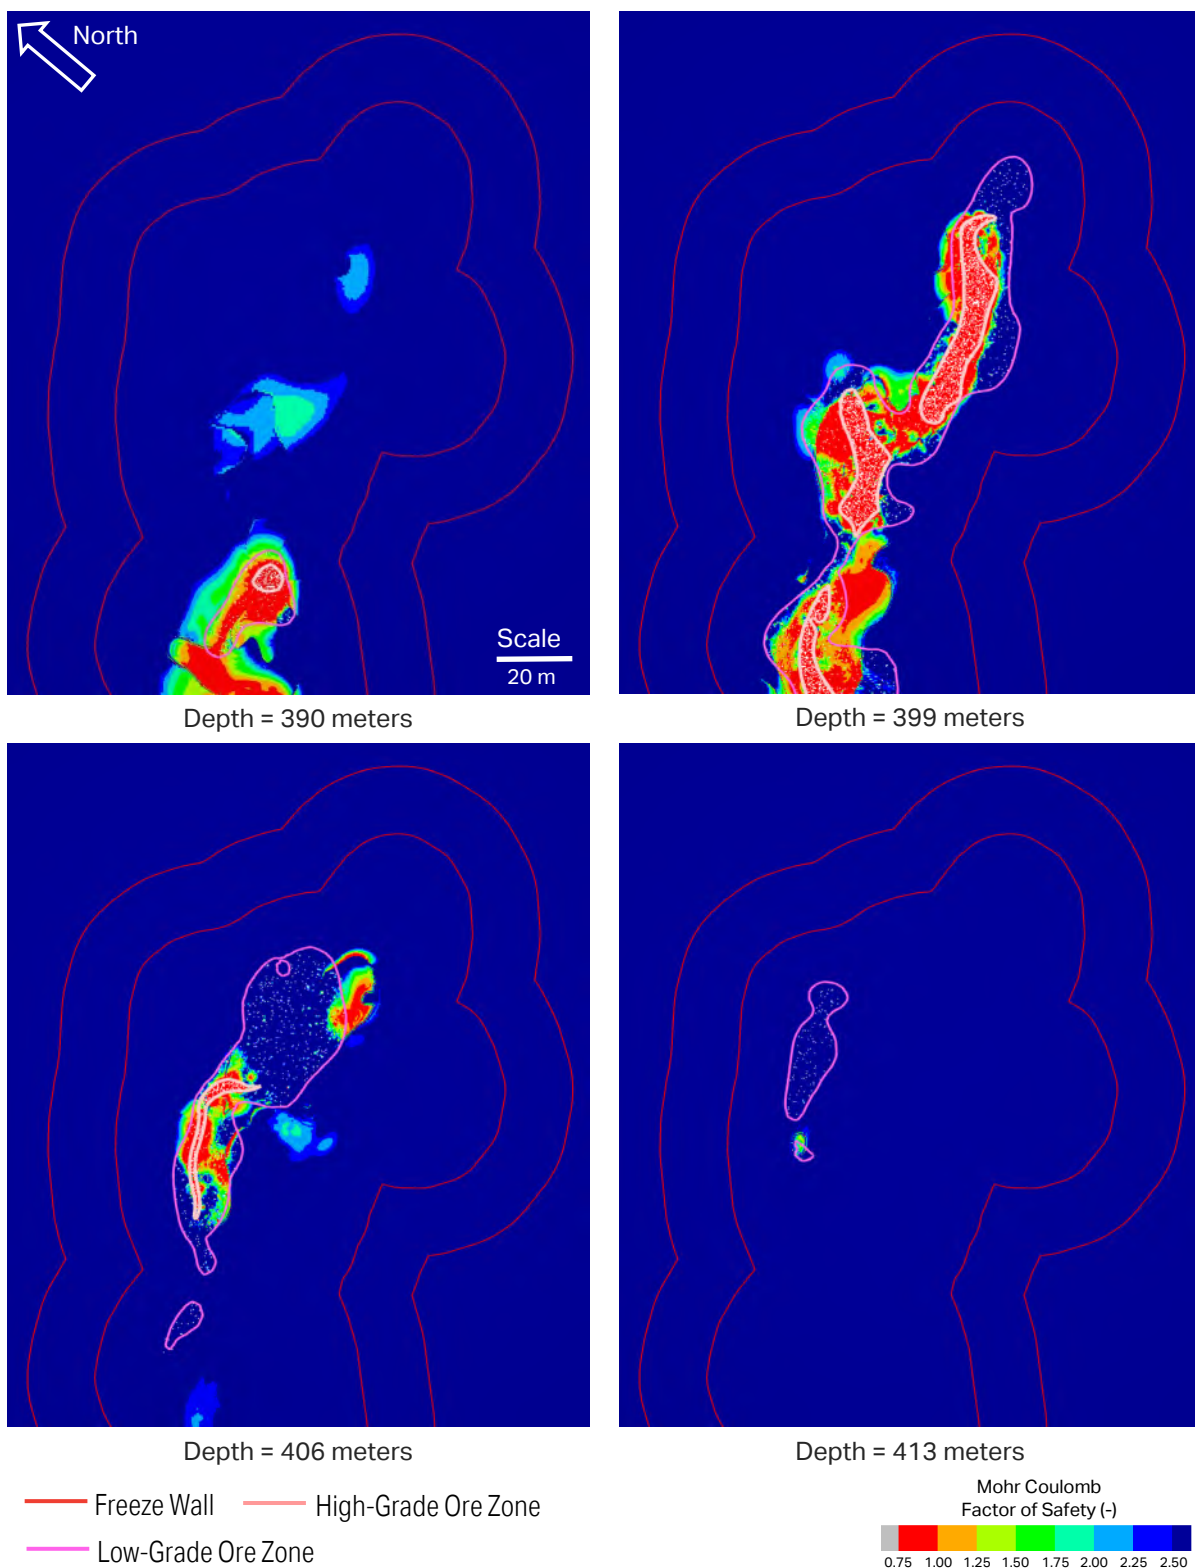 North
Scale
20 m
Depth = 390 meters
Depth = 399 meters
Depth = 406 meters
Depth = 413 meters
Freeze Wall
High-Grade Ore Zone
Low-Grade Ore Zone
Mohr Coulomb
Factor of Safety (-)
0.75 1.00 1.25 1.50 1.75 2.00 2.25 2.50